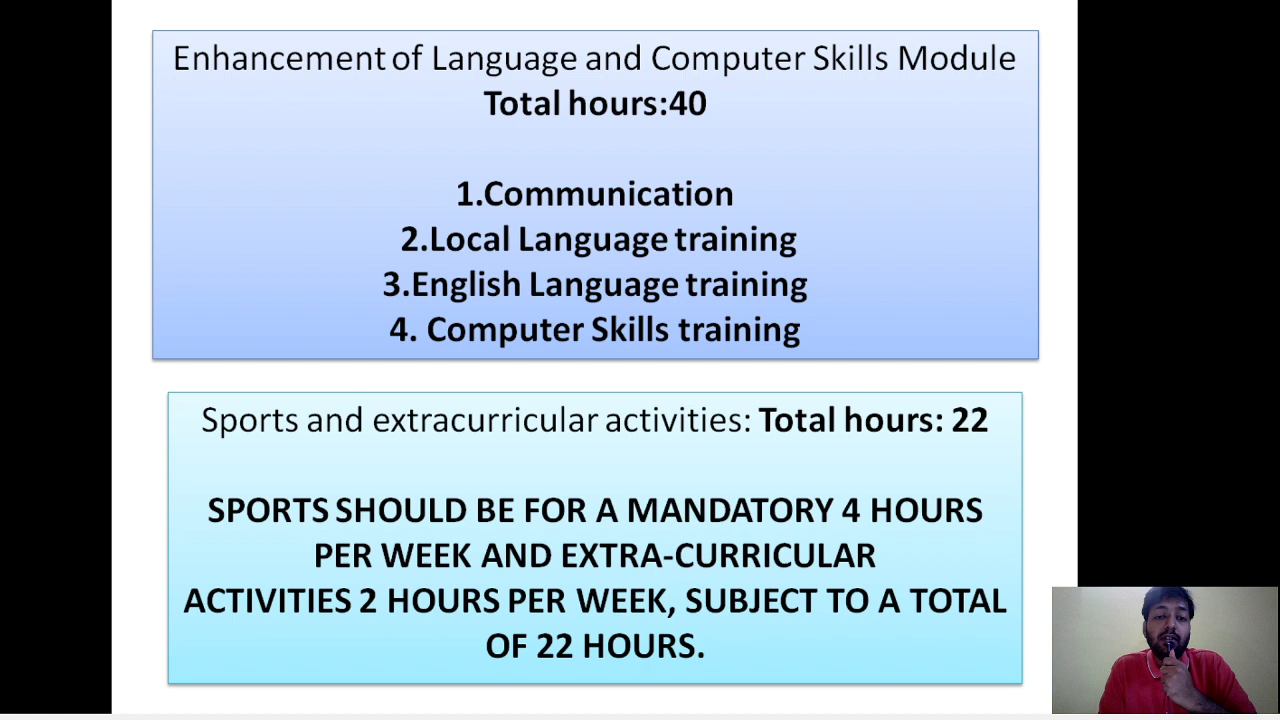 Enhancement of Language and Computer Skills Module
Total hours:40
1.Communication
2.Local Language training
3.English Language training
4. Computer Skills training
Sports and extracurricular activities: Total hours: 22
SPORTS SHOULD BE FOR A MANDATORY 4 HOURS
PER WEEK AND EXTRA-CURRICULAR
ACTIVITIES 2 HOURS PER WEEK, SUBJECT TO A TOTAL
OF 22 HOURS.